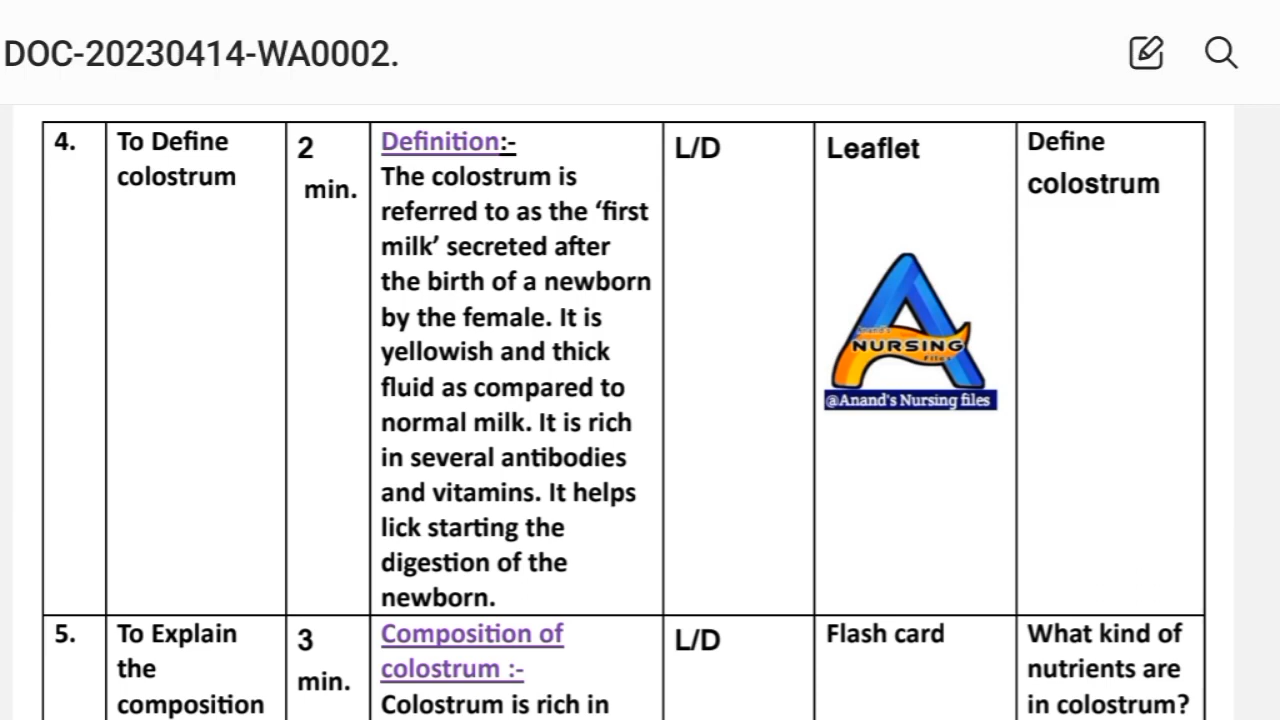 DOC-20230414-WA0002.
4.
To Define
colostrum
2
min.
Definition:-
The colostrum is
referred to as the ‘first
milk’ secreted after
the birth of a newborn
by the female. It is
yellowish and thick
fluid as compared to
normal milk. It is rich
in several antibodies
and vitamins. It helps
lick starting the
digestion of the
newborn.
L/D
Leaflet
Anand's
NURSING
Files
@Anand's Nursing files
Define
colostrum
5.
To Explain
the
composition
3
min.
Composition of
colostrum :-
Colostrum is rich in
L/D
Flash card
What kind of
nutrients are
in colostrum?